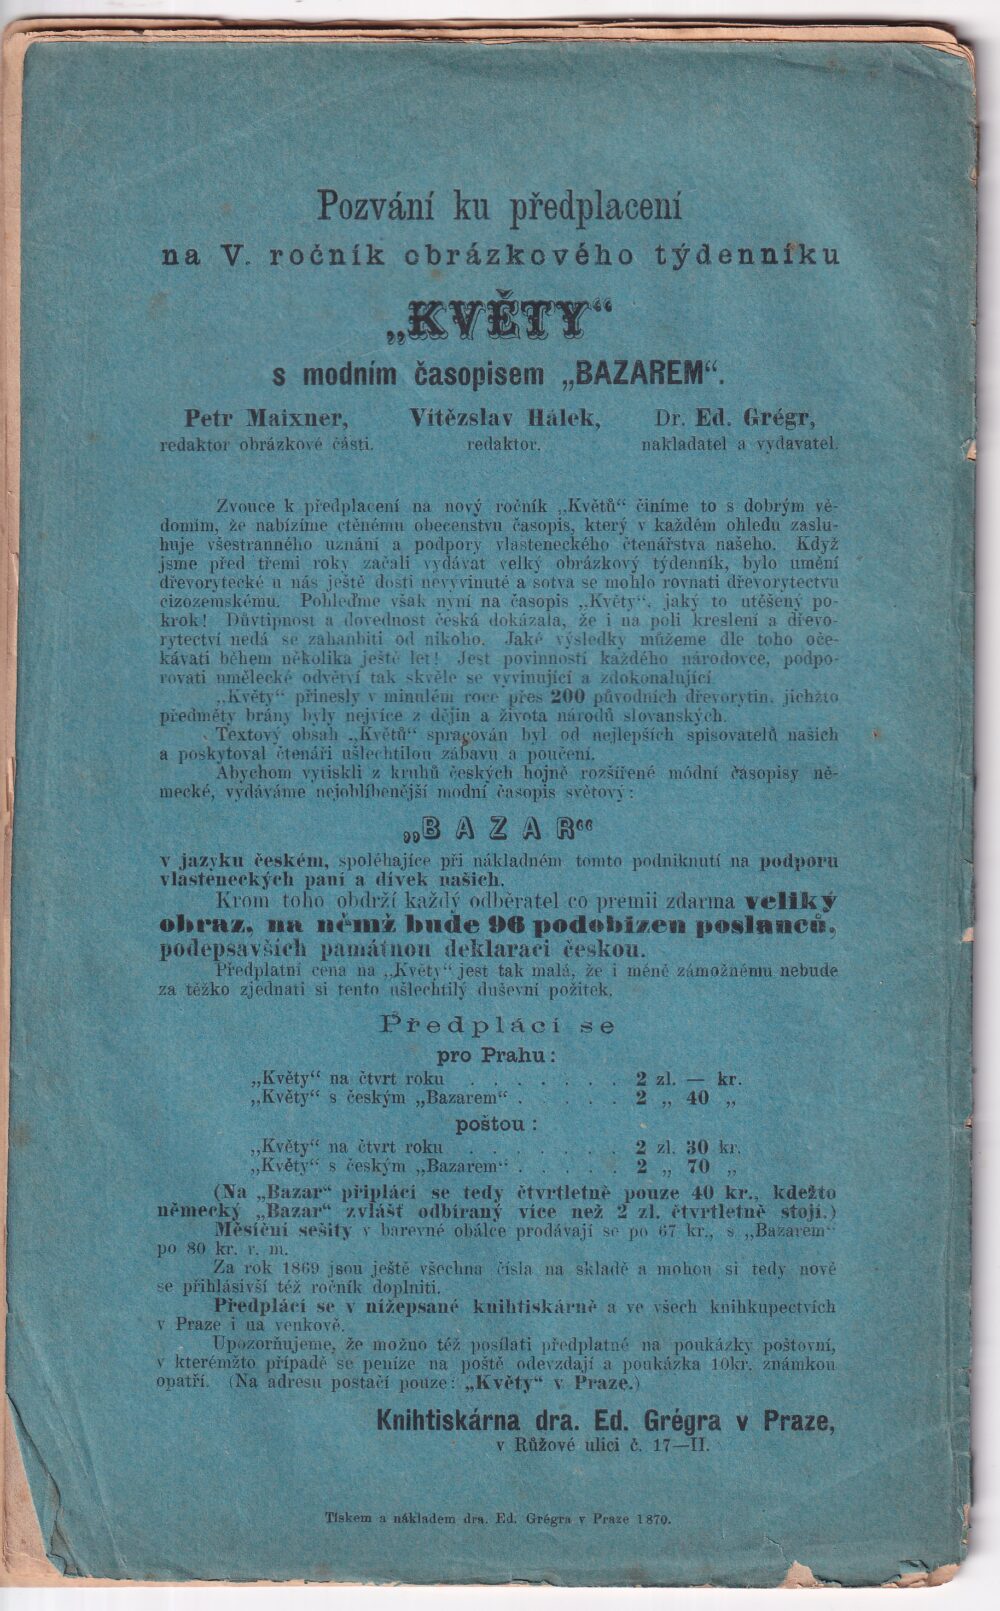 Pozvání ku předplacení
na V. ročník obrázkového týdenníku
„KVĚTY“
s modním časopisem „BAZAREM“.
Petr Maixner, Vítězslav Hálek, Dr. Ed. Grégr,
redaktor obrázkové části. redaktor. nakladatel a vydavatel.
Zvouce k předplacení na nový ročník „Květů“ činíme to s dobrým vě-
domím, že nabízíme ctěnému obecenstvu časopis, který v každém ohledu zaslu-
huje všestranného uznání a podpory vlasteneckého čtenářstva našeho. Když
jsme před třemi roky začali vydávat velký obrázkový týdenník, bylo umění
dřevorytecké u nás ještě dosti nevyvinuté a sotva se mohlo rovnati dřevorytectvu
cizozemskému. Pohleďme však nyní na časopis „Květy“, jaký to utěšený po-
krok! Důvtipnost a dovednost česká dokázala, že i na poli kreslení a dřevo-
rytectví nedá se zahanbiti od nikoho. Jaké výsledky můžeme dle toho oče-
kávati během několika ještě let! Jest povinností každého národovce, podpo-
rovati umělecké odvětví tak skvěle se vyvinující a zdokonalující
„Květy“ přinesly v minulém roce přes 200 původních dřevorytin, jichžto
předměty brány byly nejvíce z dějin a života národů slovanských.
Textový obsah „Květů“ spracován byl od nejlepších spisovatelů našich
a poskytoval čtenáři ušlechtilou zábavu a poučení.
Abychom vytiskli z kruhů českých hojně rozšířené módní časopisy ně-
mecké, vydáváme nejoblíbenější modní časopis světový:
„BAZAR“
v jazyku českém, spoléhajíce při nákladném tomto podniknutí na podporu
vlasteneckých paní a dívek našich.
Krom toho obdrží každý odběratel co premii zdarma veliký
obraz, na němž bude 96 podobizen poslanců,
podepsavších památnou deklaraci českou.
Předplatní cena na „Květy“ jest tak malá, že i méně zámožnému nebude
za těžko zjednati si tento ušlechtilý duševní požitek.
Předplácí se
pro Prahu:
„Květy“ na čtvrt roku . . . . . . . 2 zl. — kr.
„Květy“ s českým „Bazarem“ . . . . . 2 „ 40 „
poštou:
„Květy“ na čtvrt roku . . . . . . . 2 zl. 30 kr.
„Květy“ s českým „Bazarem“ . . . . . 2 „ 70 „
(Na „Bazar“ připlácí se tedy čtvrtletně pouze 40 kr., kdežto
německý „Bazar“ zvlášť odbíraný více než 2 zl. čtvrtletně stojí.)
Měsíční sešity v barevné obálce prodávají se po 67 kr., s „Bazarem“
po 80 kr. r. m.
Za rok 1869 jsou ještě všechna čísla na skladě a mohou si tedy nově
se přihlásivší též ročník doplniti.
Předplácí se v nížepsané knihtiskárně a ve všech knihkupectvích
v Praze i na venkově.
Upozorňujeme, že možno též posílati předplatné na poukázky poštovní,
v kterémžto případě se peníze na poště odevzdají a poukázka 10kr. známkou
opatří. (Na adresu postačí pouze: „Květy“ v Praze.)
Knihtiskárna dra. Ed. Grégra v Praze,
v Růžové ulici č. 17—II.
Tiskem a nákladem dra. Ed. Grégra v Praze 1870.